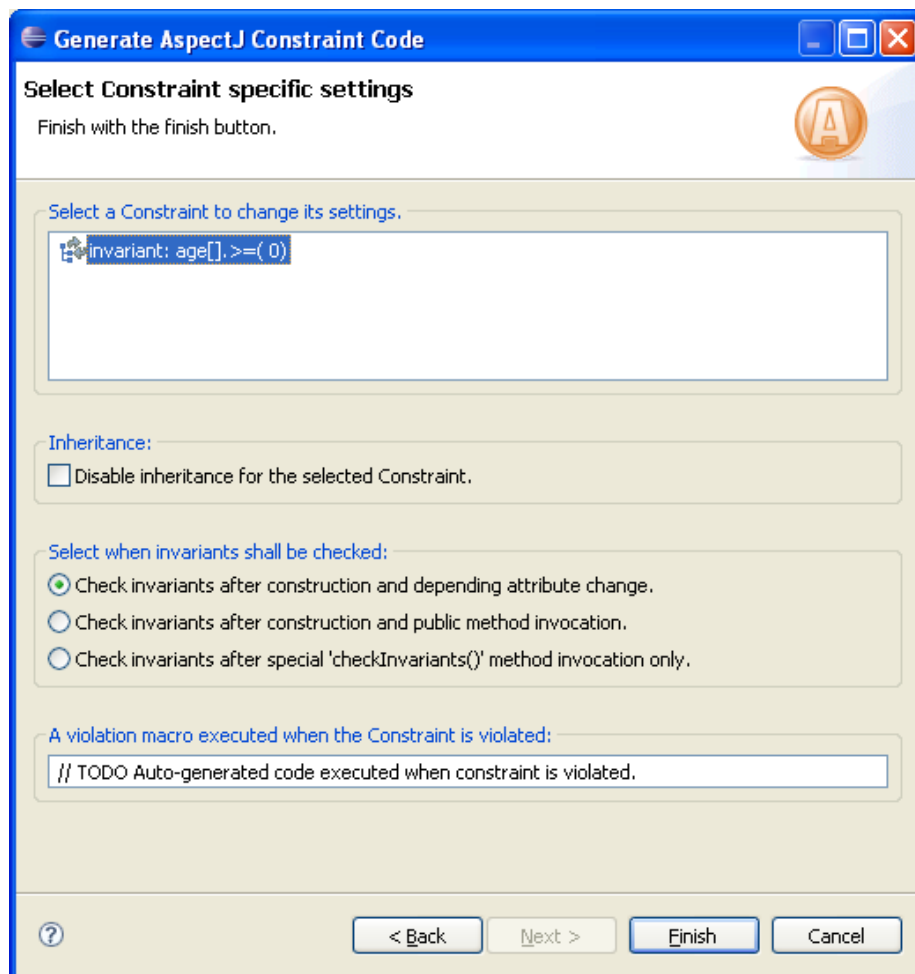 Generate AspectJ Constraint Code
Select Constraint specific settings
Finish with the finish button.
A
Select a Constraint to change its settings.
invariant: age[].>=( 0)
Inheritance:
Disable inheritance for the selected Constraint.
Select when invariants shall be checked:
Check invariants after construction and depending attribute change.
Check invariants after construction and public method invocation.
Check invariants after special 'checkInvariants()' method invocation only.
A violation macro executed when the Constraint is violated:
// TODO Auto-generated code executed when constraint is violated.
? < Back Next > Finish Cancel